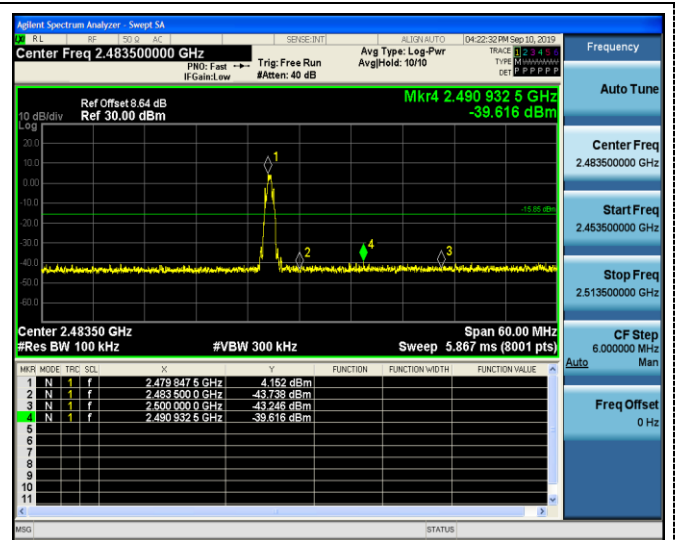 Agilent Spectrum Analyzer - Swept SA
RL RF 50 Ω AC SENSE:INT ALIGN AUTO 04:22:32 PM Sep 10, 2019
Center Freq 2.483500000 GHz
PNO: Fast
IFGain:Low
Trig: Free Run
#Atten: 40 dB
Avg Type: Log-Pwr
Avg|Hold: 10/10
TRACE 1 2 3 4 5 6
TYPE M
DET P P P P P P
Mkr4 2.490 932 5 GHz
-39.616 dBm
Ref Offset 8.64 dB
10 dB/div Ref 30.00 dBm
Log
20.0
10.0
0.00
-10.0
-20.0
-30.0
-40.0
-50.0
-60.0
1
2
4
3
-15.85 dBm
Center 2.48350 GHz Span 60.00 MHz
#Res BW 100 kHz #VBW 300 kHz Sweep 5.867 ms (8001 pts)
MKR MODE TRC SCL X Y FUNCTION FUNCTION WIDTH FUNCTION VALUE
1 N 1 f 2.479 847 5 GHz 4.152 dBm
2 N 1 f 2.483 500 0 GHz -43.738 dBm
3 N 1 f 2.500 000 0 GHz -43.246 dBm
4 N 1 f 2.490 932 5 GHz -39.616 dBm
5
6
7
8
9
10
11
MSG STATUS
Frequency
Auto Tune
Center Freq
2.483500000 GHz
Start Freq
2.453500000 GHz
Stop Freq
2.513500000 GHz
CF Step
6.000000 MHz
Auto Man
Freq Offset
0 Hz